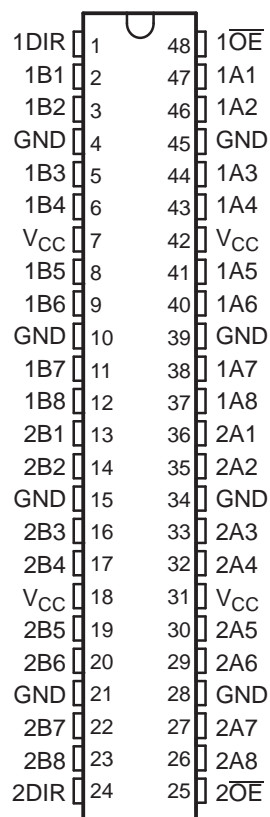 1DIR 1 48 1O̅E̅
1B1 2 47 1A1
1B2 3 46 1A2
GND 4 45 GND
1B3 5 44 1A3
1B4 6 43 1A4
VCC 7 42 VCC
1B5 8 41 1A5
1B6 9 40 1A6
GND 10 39 GND
1B7 11 38 1A7
1B8 12 37 1A8
2B1 13 36 2A1
2B2 14 35 2A2
GND 15 34 GND
2B3 16 33 2A3
2B4 17 32 2A4
VCC 18 31 VCC
2B5 19 30 2A5
2B6 20 29 2A6
GND 21 28 GND
2B7 22 27 2A7
2B8 23 26 2A8
2DIR 24 25 2O̅E̅